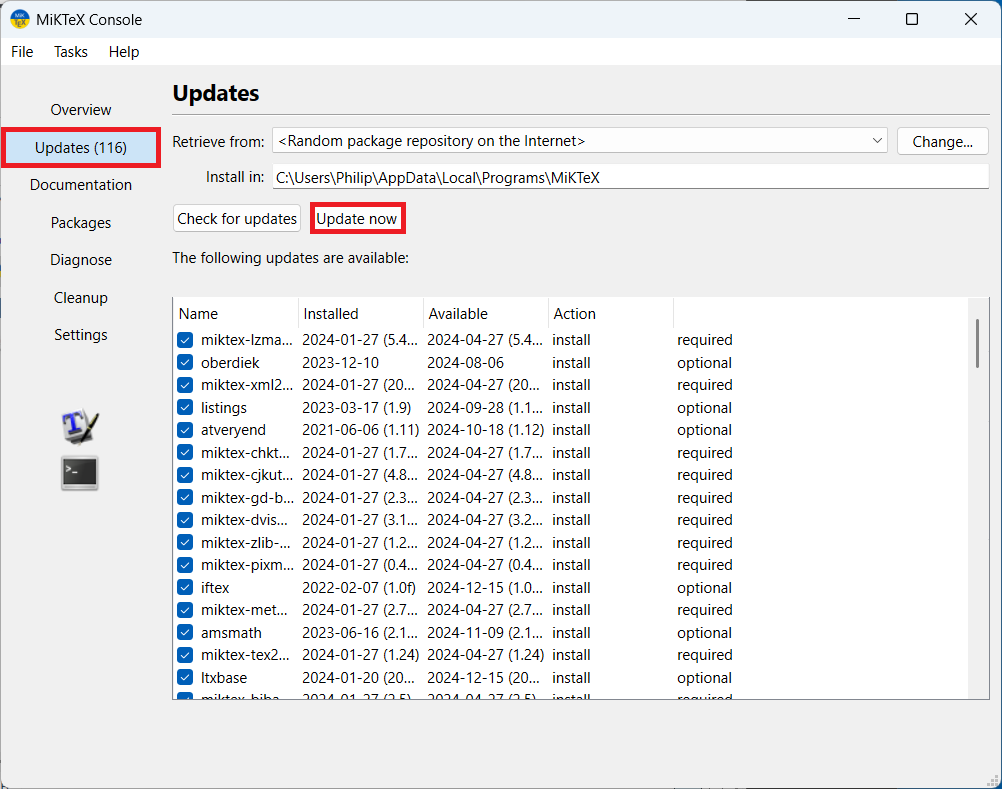 MiKTeX Console
File Tasks Help
Overview
Updates (116)
Documentation
Packages
Diagnose
Cleanup
Settings
Updates
Retrieve from: <Random package repository on the Internet> Change...
Install in: C:\Users\Philip\AppData\Local\Programs\MiKTeX
Check for updates Update now
The following updates are available:
Name Installed Available Action
miktex-lzma... 2024-01-27 (5.4... 2024-04-27 (5.4... install required
oberdiek 2023-12-10 2024-08-06 install optional
miktex-xml2... 2024-01-27 (20... 2024-04-27 (20... install required
listings 2023-03-17 (1.9) 2024-09-28 (1.1... install optional
atveryend 2021-06-06 (1.11) 2024-10-18 (1.12) install optional
miktex-chkt... 2024-01-27 (1.7... 2024-04-27 (1.7... install required
miktex-cjkut... 2024-01-27 (4.8... 2024-04-27 (4.8... install required
miktex-gd-b... 2024-01-27 (2.3... 2024-04-27 (2.3... install required
miktex-dvis... 2024-01-27 (3.1... 2024-04-27 (3.2... install required
miktex-zlib-... 2024-01-27 (1.2... 2024-04-27 (1.2... install required
miktex-pixm... 2024-01-27 (0.4... 2024-04-27 (0.4... install required
iftex 2022-02-07 (1.0f) 2024-12-15 (1.0... install optional
miktex-met... 2024-01-27 (2.7... 2024-04-27 (2.7... install required
amsmath 2023-06-16 (2.1... 2024-11-09 (2.1... install optional
miktex-tex2... 2024-01-27 (1.24) 2024-04-27 (1.24) install required
ltxbase 2024-01-20 (20... 2024-12-15 (20... install optional